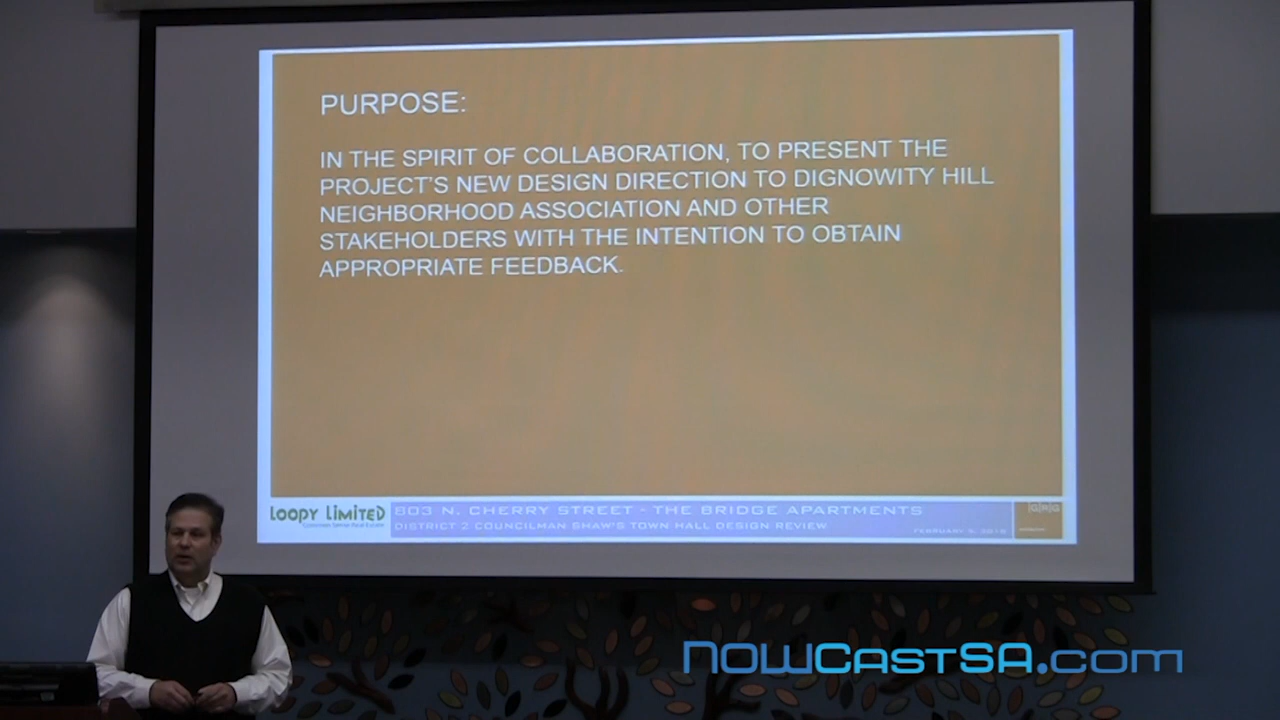 PURPOSE:
IN THE SPIRIT OF COLLABORATION, TO PRESENT THE
PROJECT'S NEW DESIGN DIRECTION TO DIGNOWITY HILL
NEIGHBORHOOD ASSOCIATION AND OTHER
STAKEHOLDERS WITH THE INTENTION TO OBTAIN
APPROPRIATE FEEDBACK.
LOOPY LIMITED
803 N. CHERRY STREET - THE BRIDGE APARTMENTS
DISTRICT 2 COUNCILMAN SHAW'S TOWN HALL DESIGN REVIEW
FEBRUARY
NOWCASTSA.COM